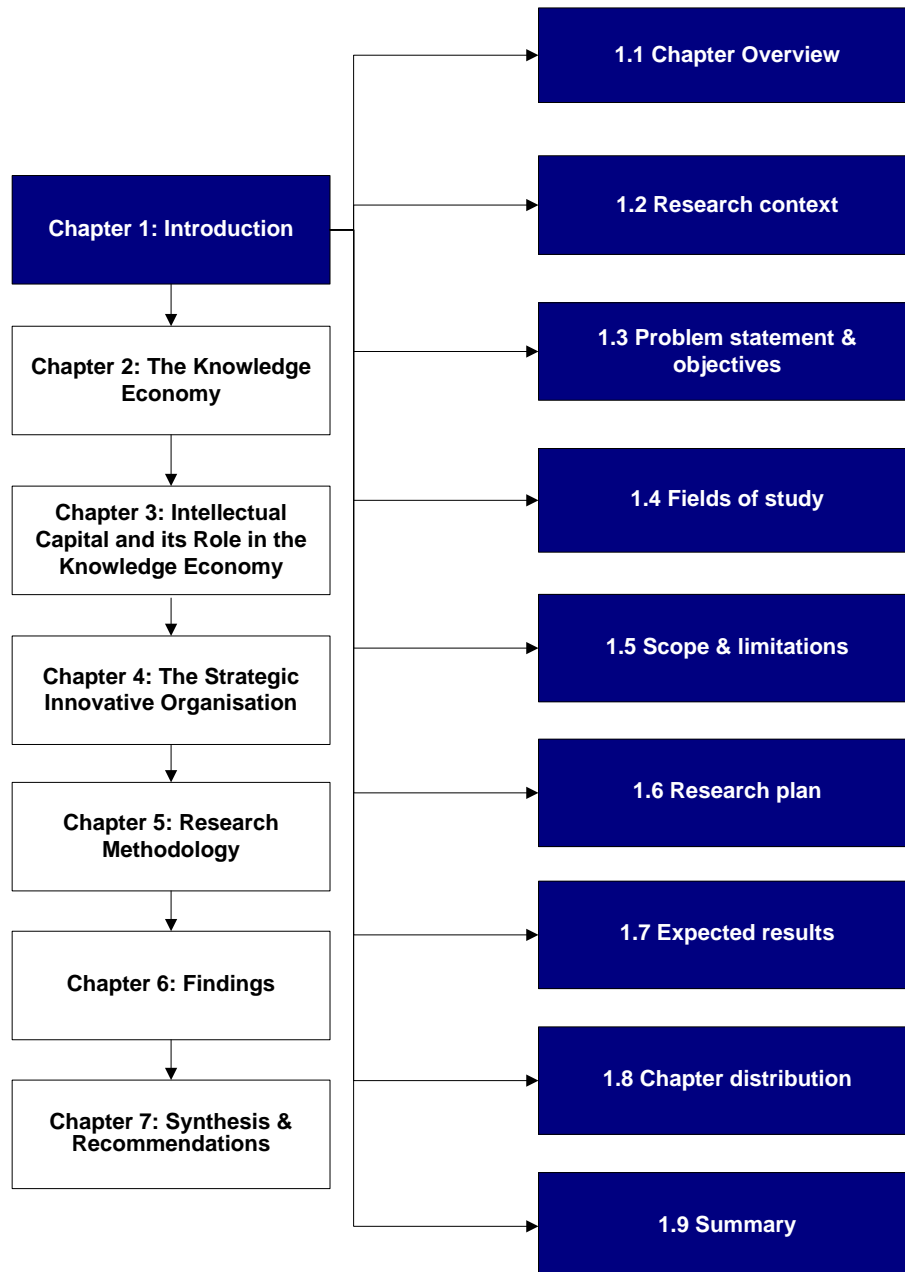 Chapter 1: Introduction
Chapter 2: The Knowledge
Economy
Chapter 3: Intellectual
Capital and its Role in the
Knowledge Economy
Chapter 4: The Strategic
Innovative Organisation
Chapter 5: Research
Methodology
Chapter 6: Findings
Chapter 7: Synthesis &
Recommendations
1.1 Chapter Overview
1.2 Research context
1.3 Problem statement &
objectives
1.4 Fields of study
1.5 Scope & limitations
1.6 Research plan
1.7 Expected results
1.8 Chapter distribution
1.9 Summary